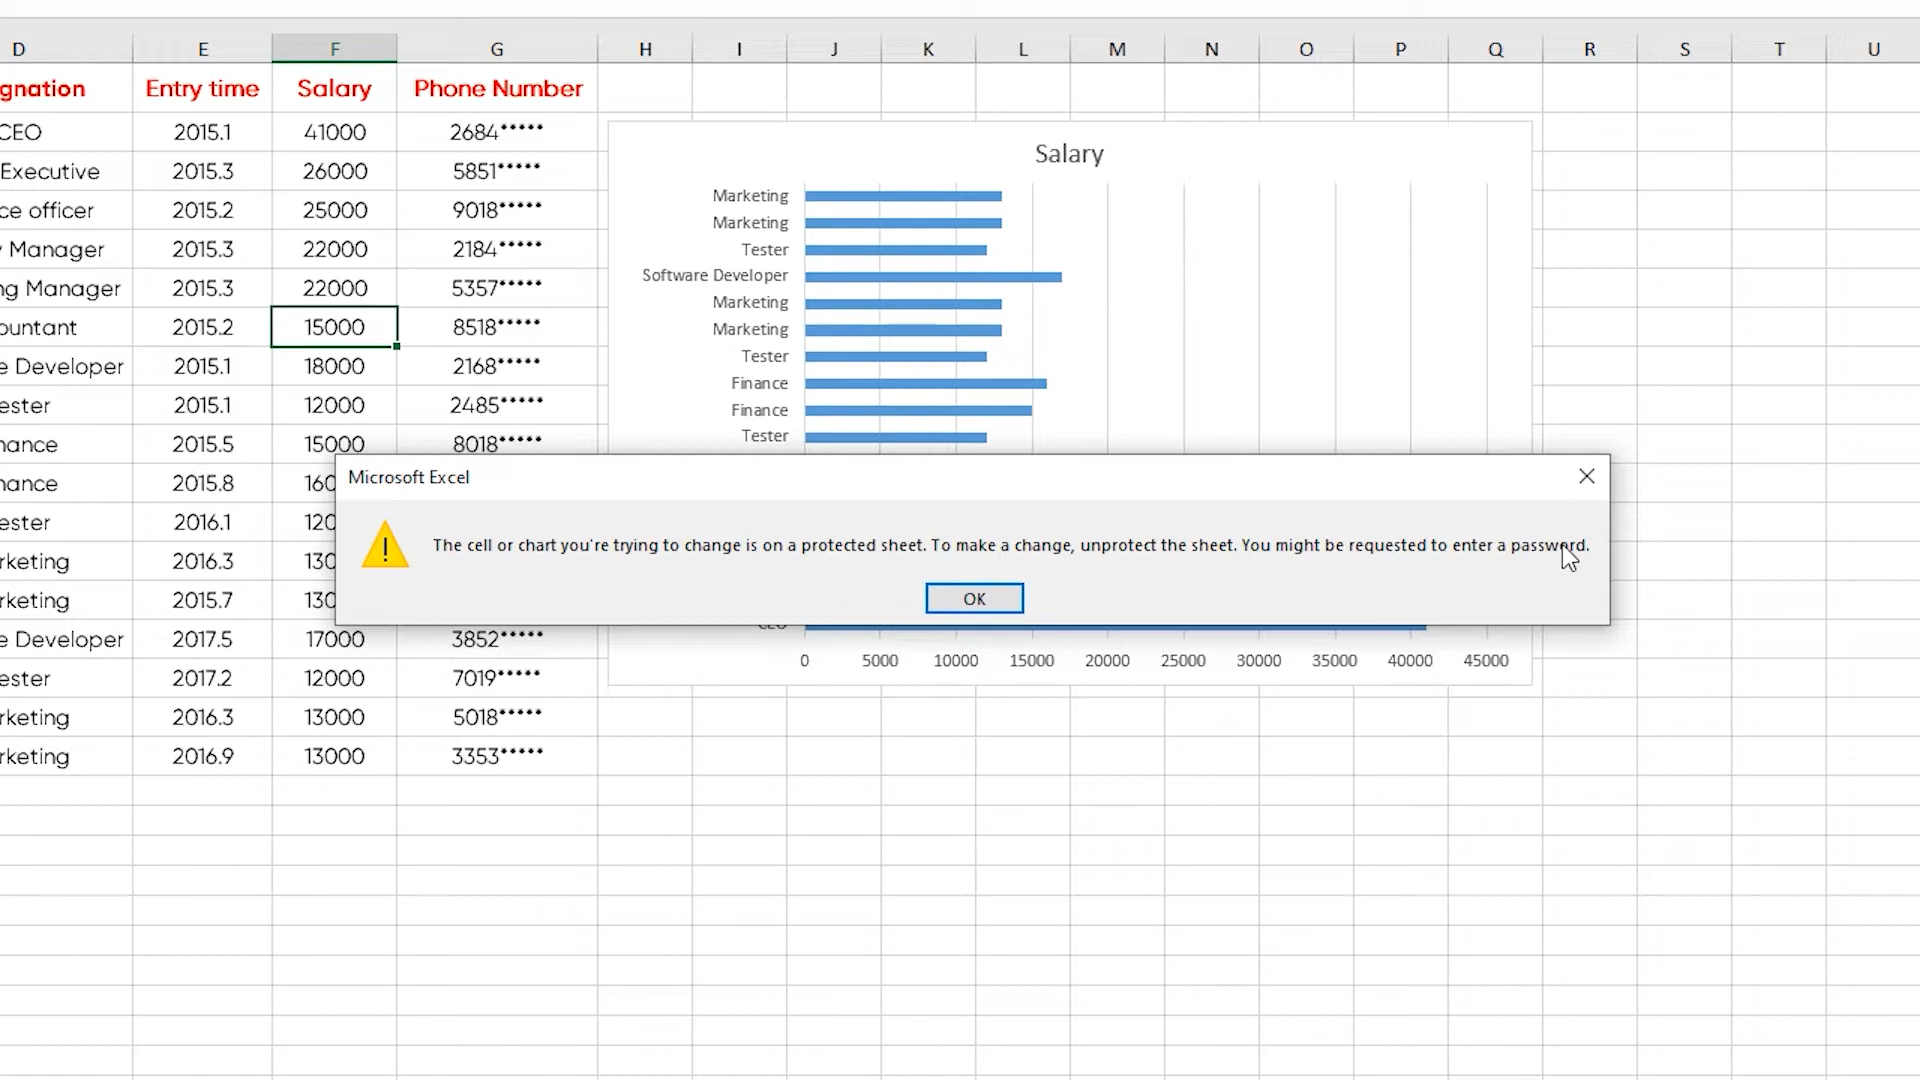 D E F G H I J K L M N O P Q R S T U
gnation Entry time Salary Phone Number
CEO 2015.1 41000 2684*****
Executive 2015.3 26000 5851*****
ce officer 2015.2 25000 9018*****
Manager 2015.3 22000 2184*****
ng Manager 2015.3 22000 5357*****
ountant 2015.2 15000 8518*****
e Developer 2015.1 18000 2168*****
ester 2015.1 12000 2485*****
nance 2015.5 15000 8018*****
nance 2015.8 160
ester 2016.1 120
rketing 2016.3 130
rketing 2015.7 130
e Developer 2017.5 17000 3852*****
ester 2017.2 12000 7019*****
rketing 2016.3 13000 5018*****
rketing 2016.9 13000 3353*****
Salary
Marketing
Marketing
Tester
Software Developer
Marketing
Marketing
Tester
Finance
Finance
Tester
CEO
0 5000 10000 15000 20000 25000 30000 35000 40000 45000
Microsoft Excel
The cell or chart you're trying to change is on a protected sheet. To make a change, unprotect the sheet. You might be requested to enter a password.
OK